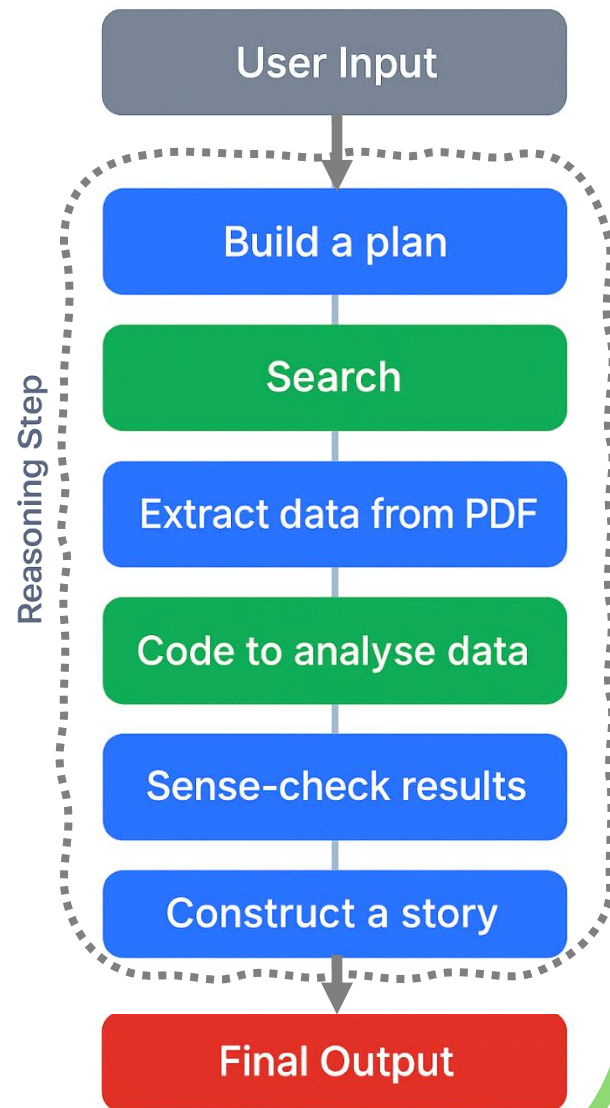 User Input
Build a plan
Search
Extract data from PDF
Code to analyse data
Sense-check results
Construct a story
Final Output
Reasoning Step